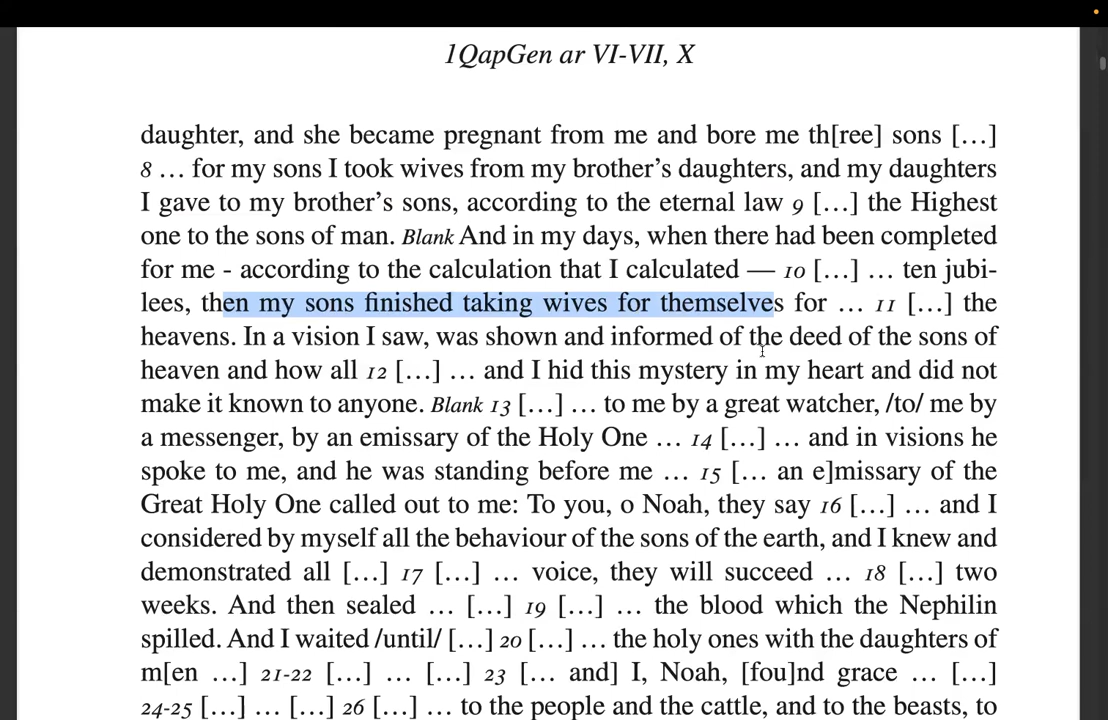 1QapGen ar VI-VII, X
daughter, and she became pregnant from me and bore me th[ree] sons […]
8 … for my sons I took wives from my brother’s daughters, and my daughters
I gave to my brother’s sons, according to the eternal law 9 […] the Highest
one to the sons of man. Blank And in my days, when there had been completed
for me - according to the calculation that I calculated — 10 […] … ten jubi-
lees, then my sons finished taking wives for themselves for … 11 […] the
heavens. In a vision I saw, was shown and informed of the deed of the sons of
heaven and how all 12 […] … and I hid this mystery in my heart and did not
make it known to anyone. Blank 13 […] … to me by a great watcher, /to/ me by
a messenger, by an emissary of the Holy One … 14 […] … and in visions he
spoke to me, and he was standing before me … 15 [… an e]missary of the
Great Holy One called out to me: To you, o Noah, they say 16 […] … and I
considered by myself all the behaviour of the sons of the earth, and I knew and
demonstrated all […] 17 […] … voice, they will succeed … 18 […] two
weeks. And then sealed … […] 19 […] … the blood which the Nephilin
spilled. And I waited /until/ […] 20 […] … the holy ones with the daughters of
m[en …] 21-22 […] … […] 23 [… and] I, Noah, [fou]nd grace … […]
24-25 […] … […] 26 […] … to the people and the cattle, and to the beasts, to